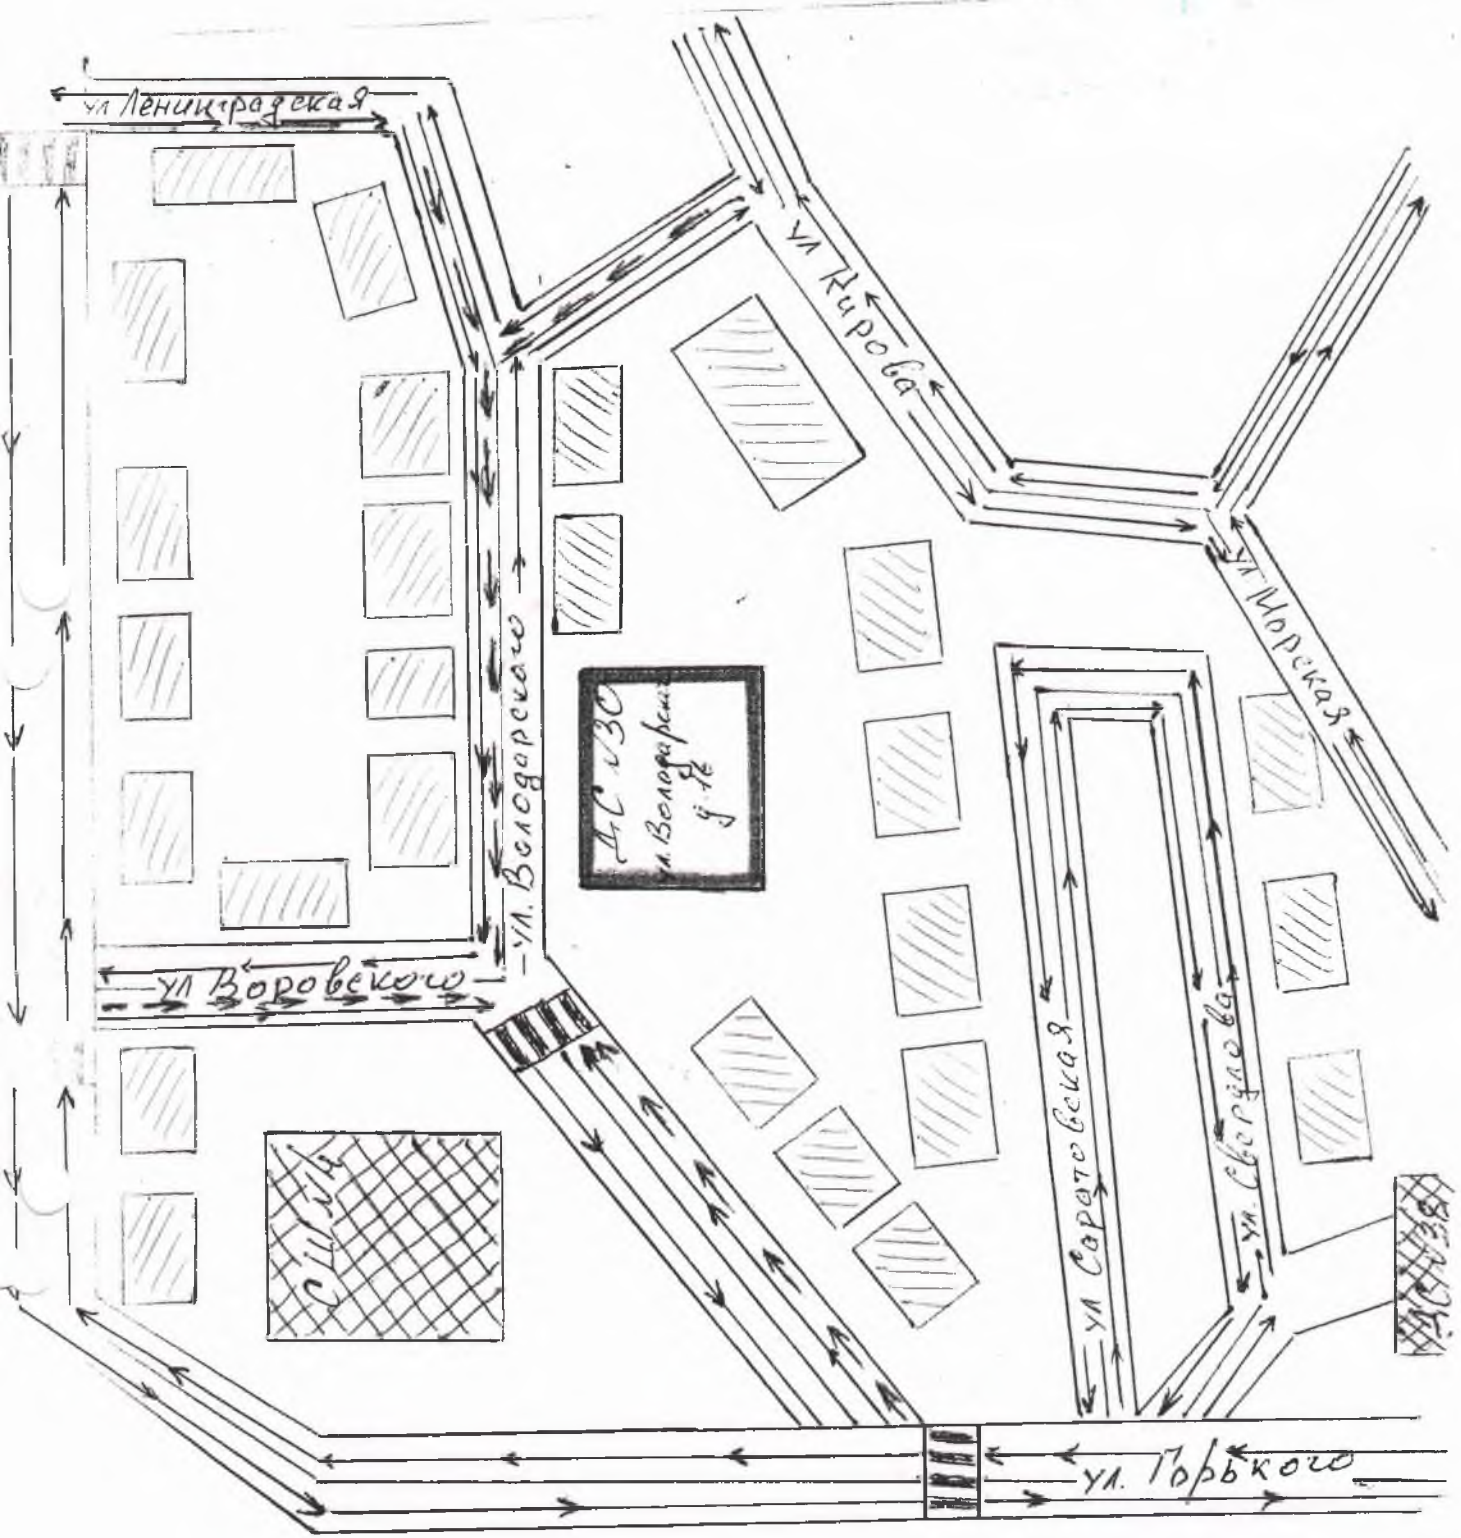 ул Ленинградская
ул Кирова
ул Морская
ул. Володарского
ДС №30
ул. Володарского
д. 16
ул Воровского
ул Саратовская
ул. Свердлова
СШ №
ДС №38
ул. Горького